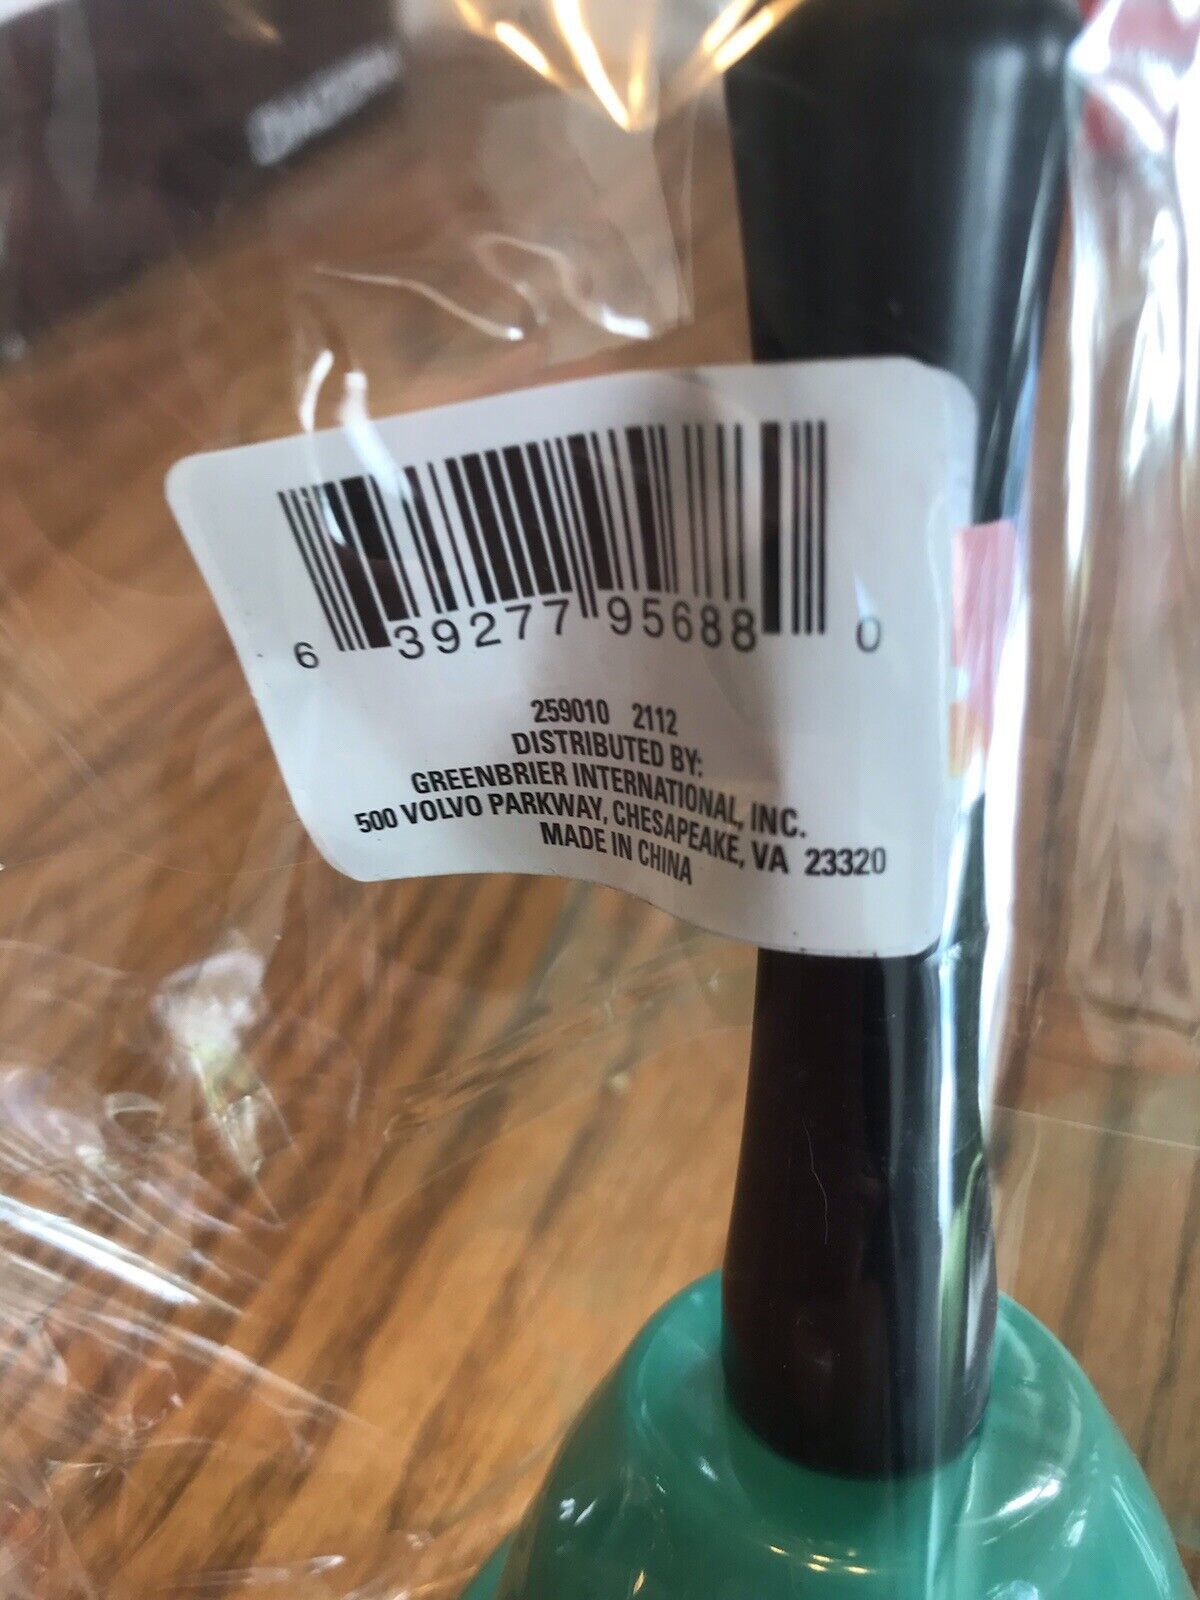 6 39277 95688 0
259010 2112
DISTRIBUTED BY:
GREENBRIER INTERNATIONAL, INC.
500 VOLVO PARKWAY, CHESAPEAKE, VA 23320
MADE IN CHINA